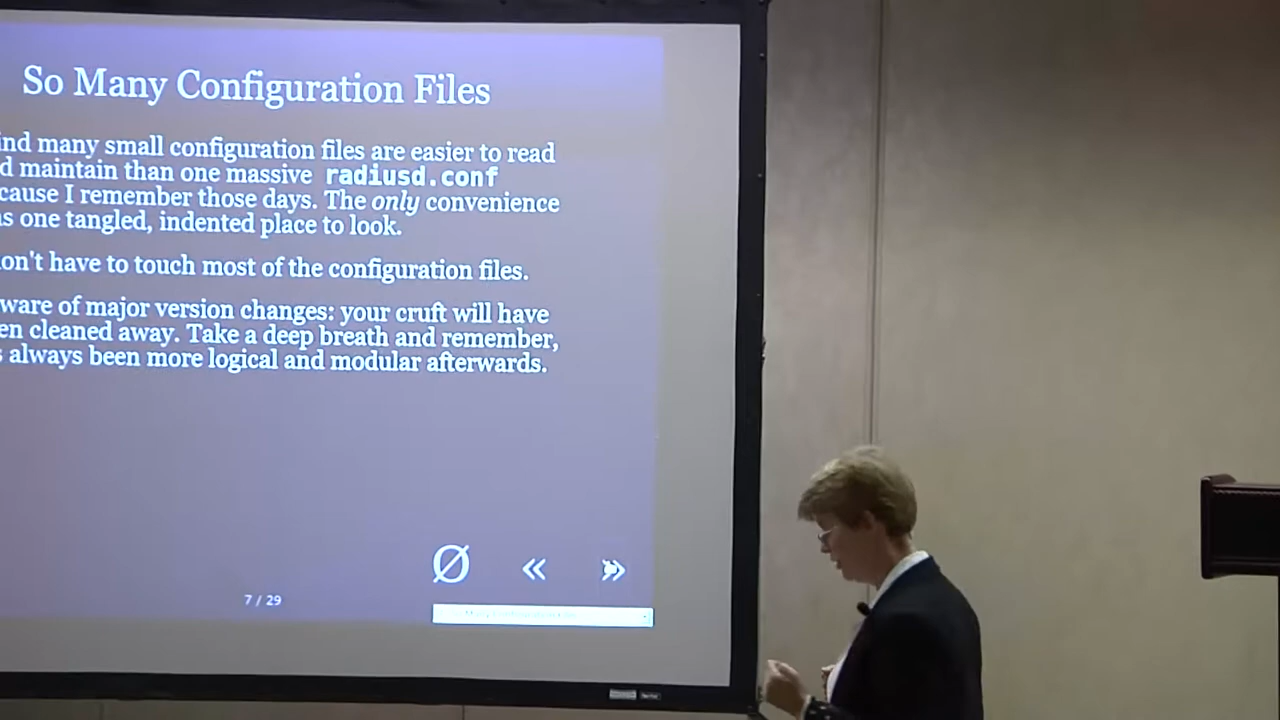 So Many Configuration Files
ind many small configuration files are easier to read
d maintain than one massive radiusd.conf
cause I remember those days. The only convenience
as one tangled, indented place to look.
on't have to touch most of the configuration files.
ware of major version changes: your cruft will have
en cleaned away. Take a deep breath and remember,
s always been more logical and modular afterwards.
Ø « »
7 / 29